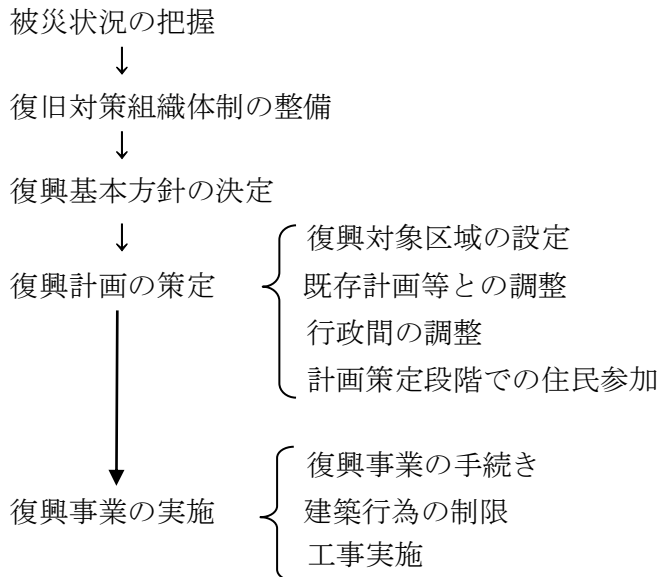 被災状況の把握
↓
復旧対策組織体制の整備
↓
復興基本方針の決定
↓
復興対象区域の設定
復興計画の策定
既存計画等との調整
行政間の調整
計画策定段階での住民参加
復興事業の手続き
復興事業の実施
建築行為の制限
工事実施